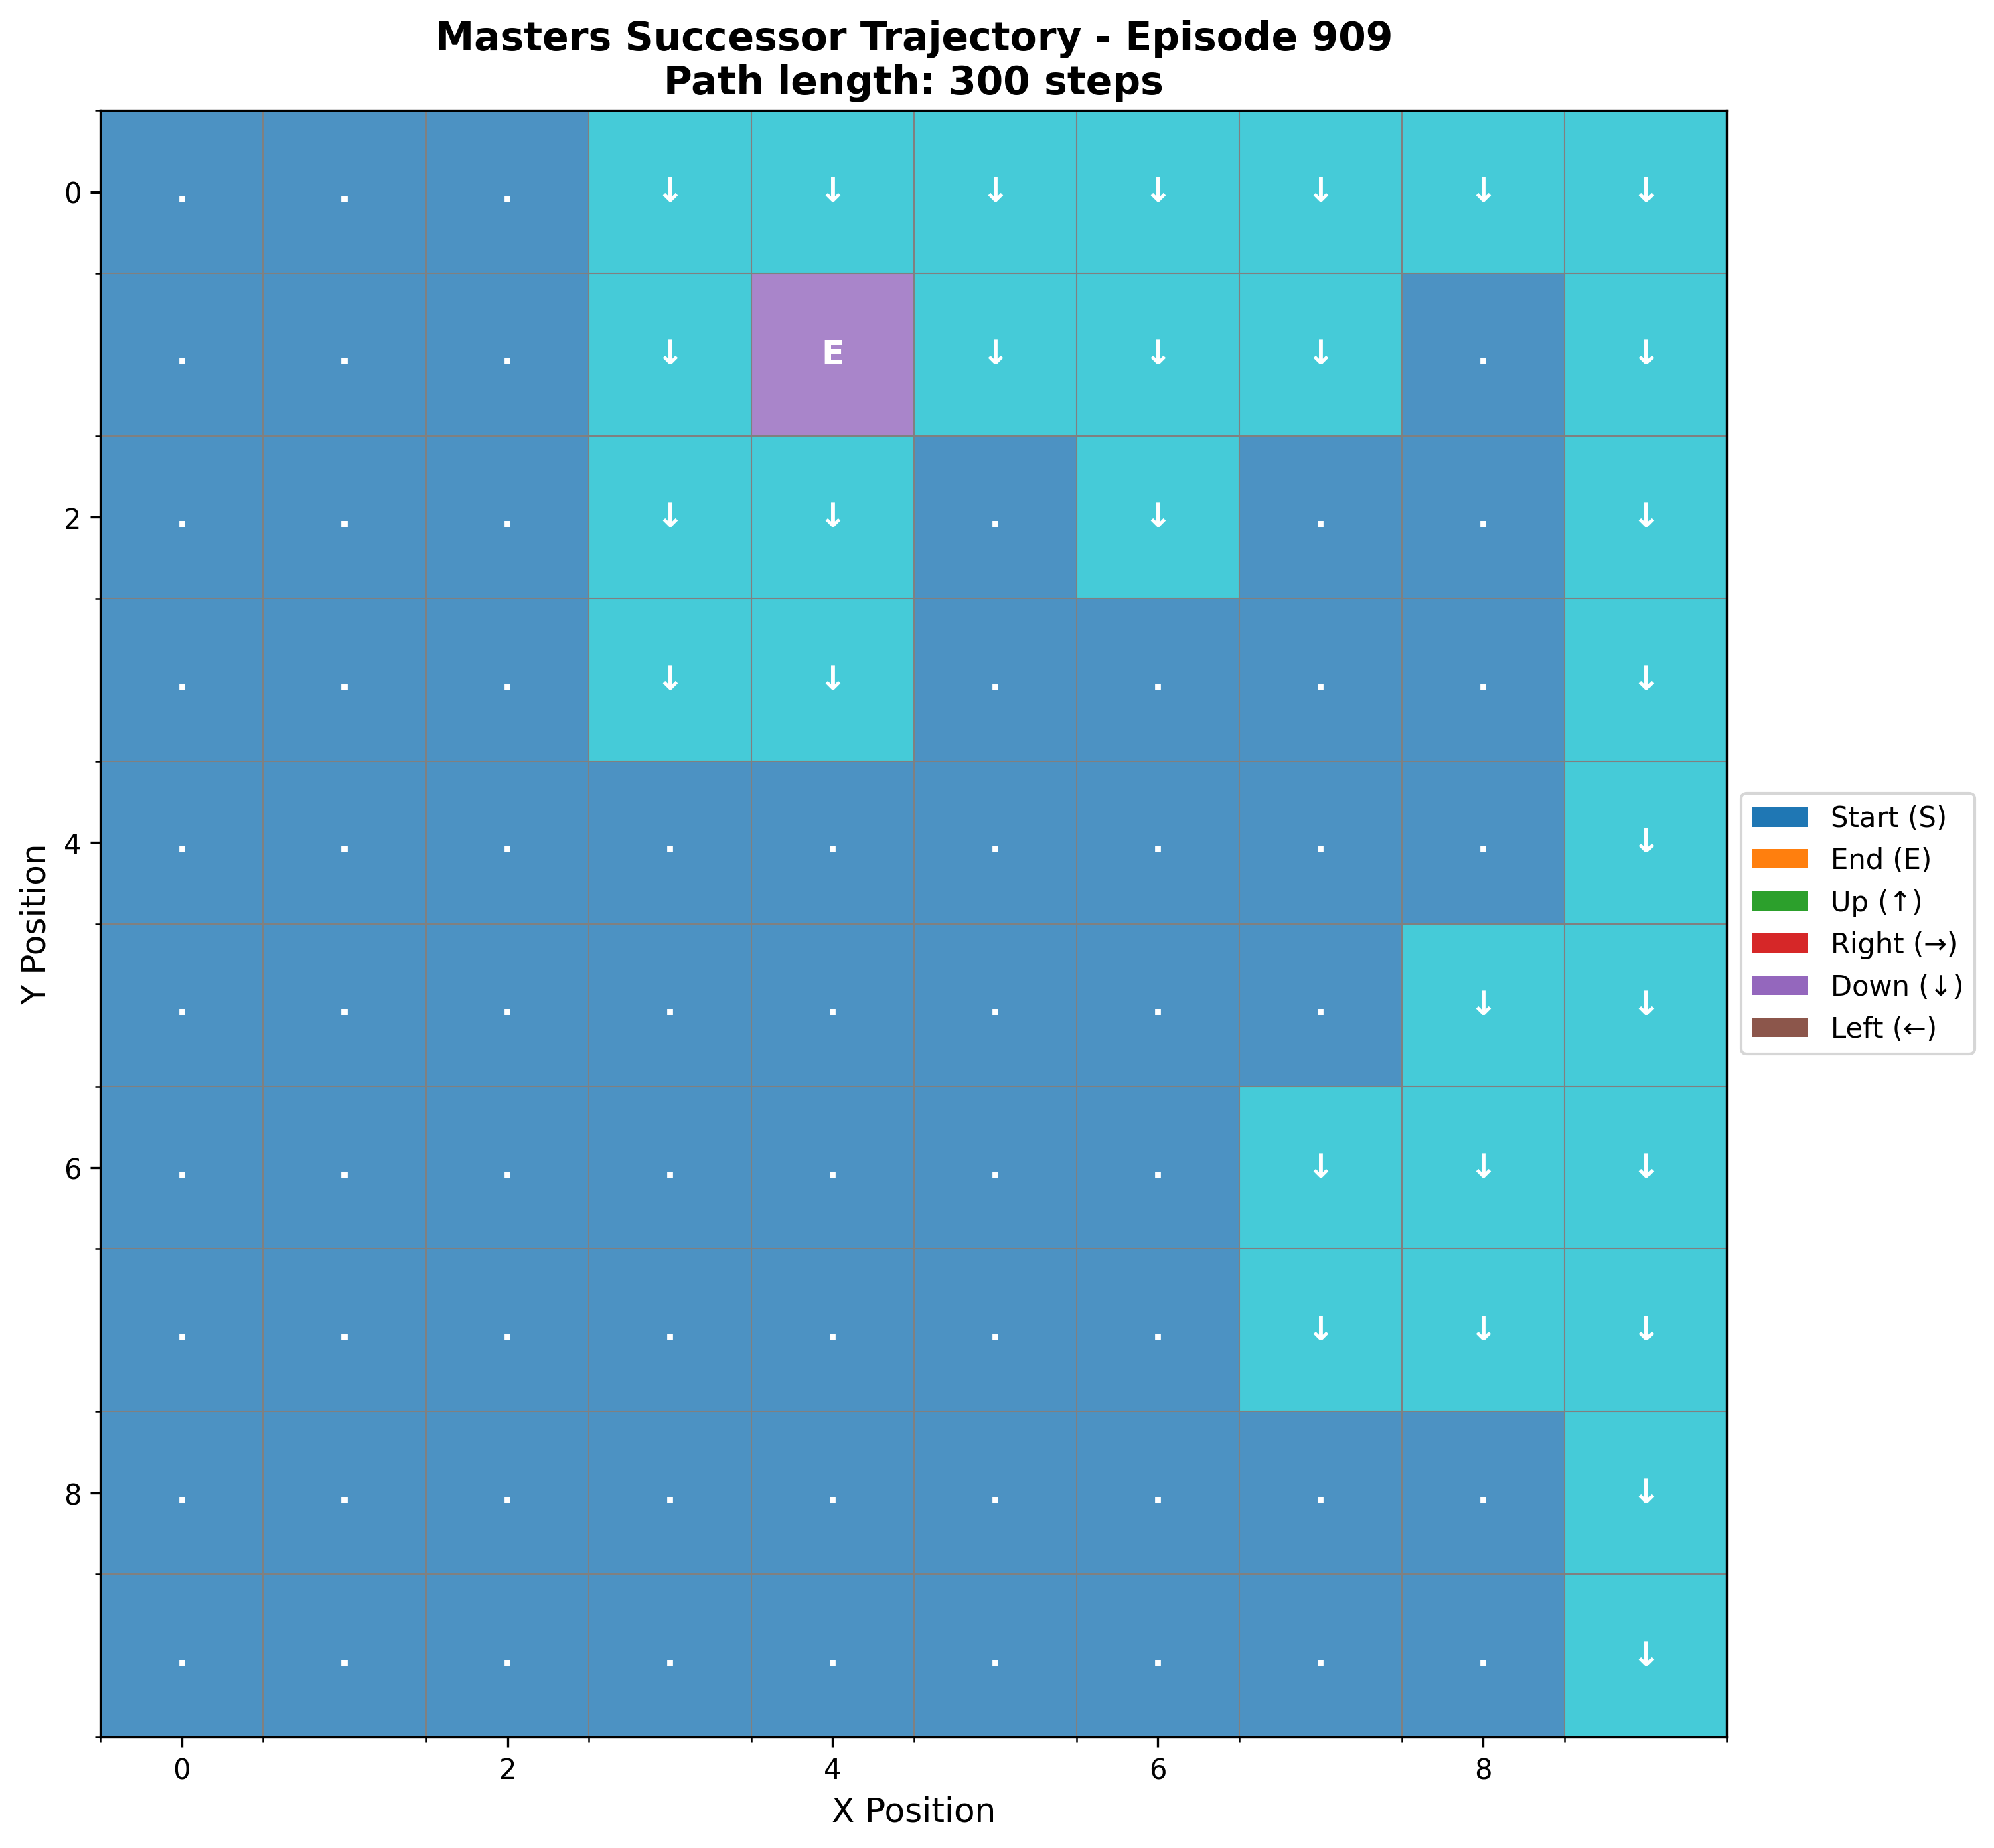 Masters Successor Trajectory - Episode 909
Path length: 300 steps
0 . . . ↓ ↓ ↓ ↓ ↓ ↓ ↓
. . . ↓ E ↓ ↓ ↓ . ↓
2 . . . ↓ ↓ . ↓ . . ↓
. . . ↓ ↓ . . . . ↓
4 . . . . . . . . . ↓
. . . . . . . . ↓ ↓
6 . . . . . . . ↓ ↓ ↓
. . . . . . . ↓ ↓ ↓
8 . . . . . . . . . ↓
. . . . . . . . . ↓
0 2 4 6 8
X Position
Y Position
Start (S)
End (E)
Up (↑)
Right (→)
Down (↓)
Left (←)